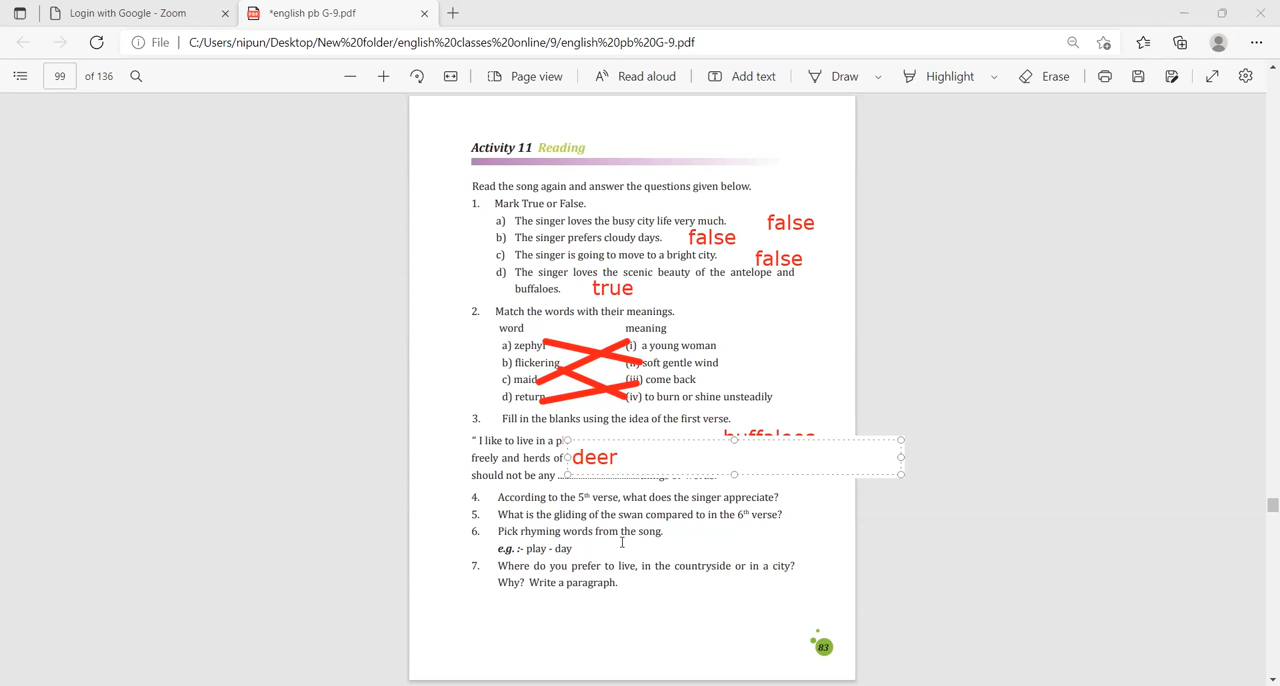 Login with Google - Zoom
*english pb G-9.pdf
File
C:/Users/nipun/Desktop/New%20folder/english%20classes%20online/9/english%20pb%20G-9.pdf
99 of 136
Page view
Read aloud
Add text
Draw
Highlight
Erase
Activity 11 Reading
Read the song again and answer the questions given below.
1. Mark True or False.
a) The singer loves the busy city life very much. false
b) The singer prefers cloudy days. false
c) The singer is going to move to a bright city. false
d) The singer loves the scenic beauty of the antelope and
buffaloes. true
2. Match the words with their meanings.
word meaning
a) zephyr (i) a young woman
b) flickering (ii) soft gentle wind
c) maid (iii) come back
d) return (iv) to burn or shine unsteadily
3. Fill in the blanks using the idea of the first verse.
buffaloes
“ I like to live in a
freely and herds of deer
should not be any
4. According to the 5th verse, what does the singer appreciate?
5. What is the gliding of the swan compared to in the 6th verse?
6. Pick rhyming words from the song.
e.g. :- play - day
7. Where do you prefer to live, in the countryside or in a city?
Why? Write a paragraph.
83